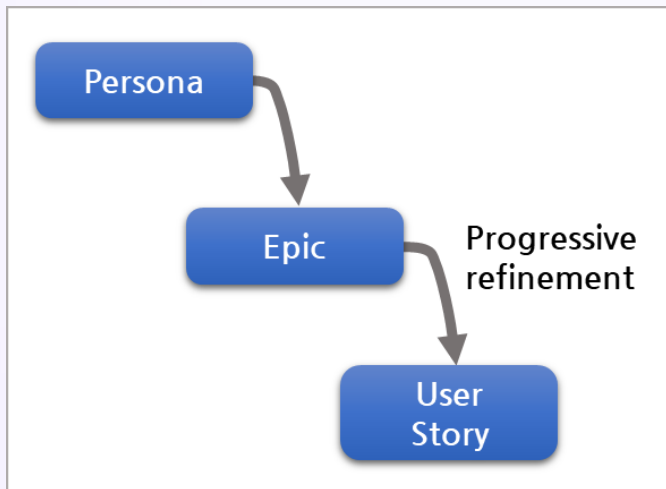 Persona
Epic
Progressive
refinement
User
Story